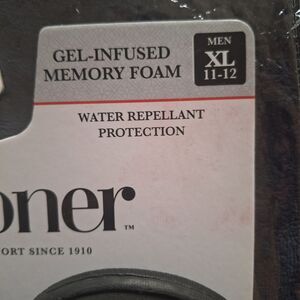 GEL-INFUSED
MEMORY FOAM
MEN
XL
11-12
WATER REPELLANT
PROTECTION
oner™
ORT SINCE 1910